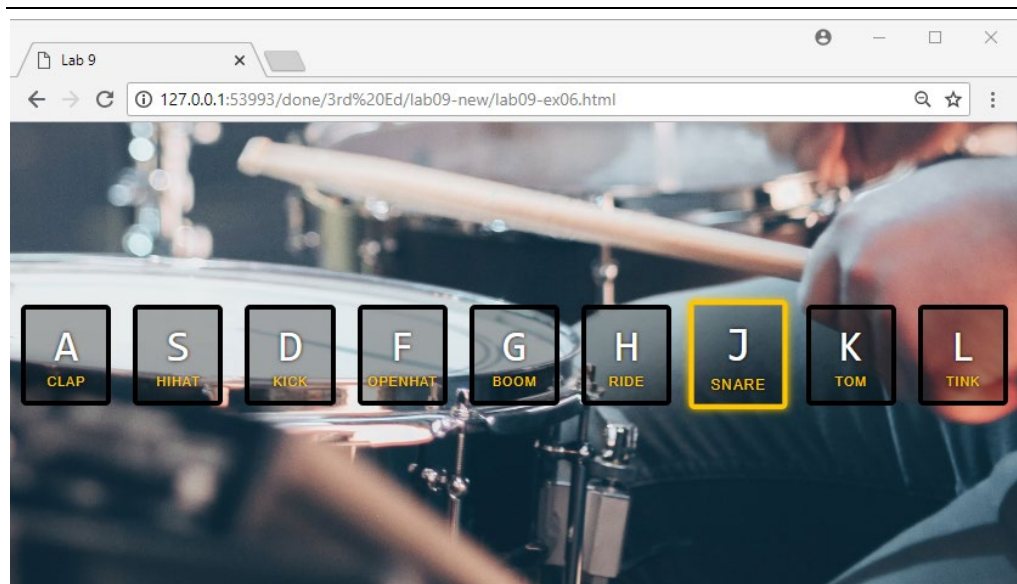 Lab 9
127.0.0.1:53993/done/3rd%20Ed/lab09-new/lab09-ex06.html
A S D F G H J K L
CLAP HIHAT KICK OPENHAT BOOM RIDE SNARE TOM TINK